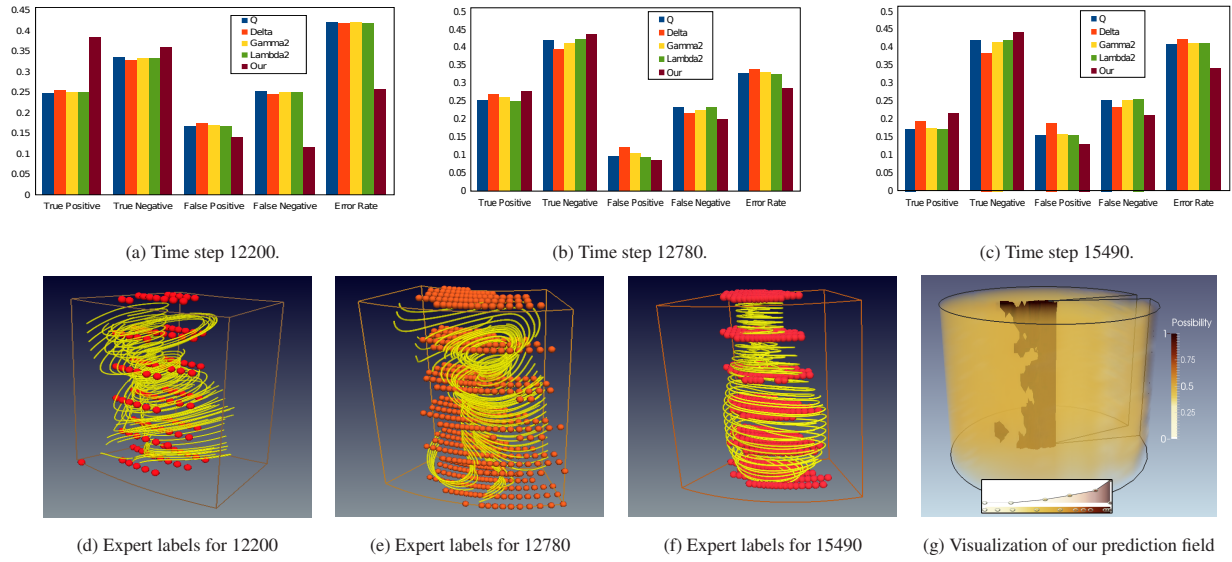 0.45
0.4
0.35
0.3
0.25
0.2
0.15
0.1
0.05
0
Q
Delta
Gamma2
Lambda2
Our
True Positive True Negative False Positive False Negative Error Rate
(a) Time step 12200.
0.5
0.45
0.4
0.35
0.3
0.25
0.2
0.15
0.1
0.05
0
Q
Delta
Gamma2
Lambda2
Our
True Positive True Negative False Positive False Negative Error Rate
(b) Time step 12780.
0.5
0.45
0.4
0.35
0.3
0.25
0.2
0.15
0.1
0.05
0
Q
Delta
Gamma2
Lambda2
Our
True Positive True Negative False Positive False Negative Error Rate
(c) Time step 15490.
Possibility
1
0.75
0.5
0.25
0
(d) Expert labels for 12200
(e) Expert labels for 12780
(f) Expert labels for 15490
(g) Visualization of our prediction field